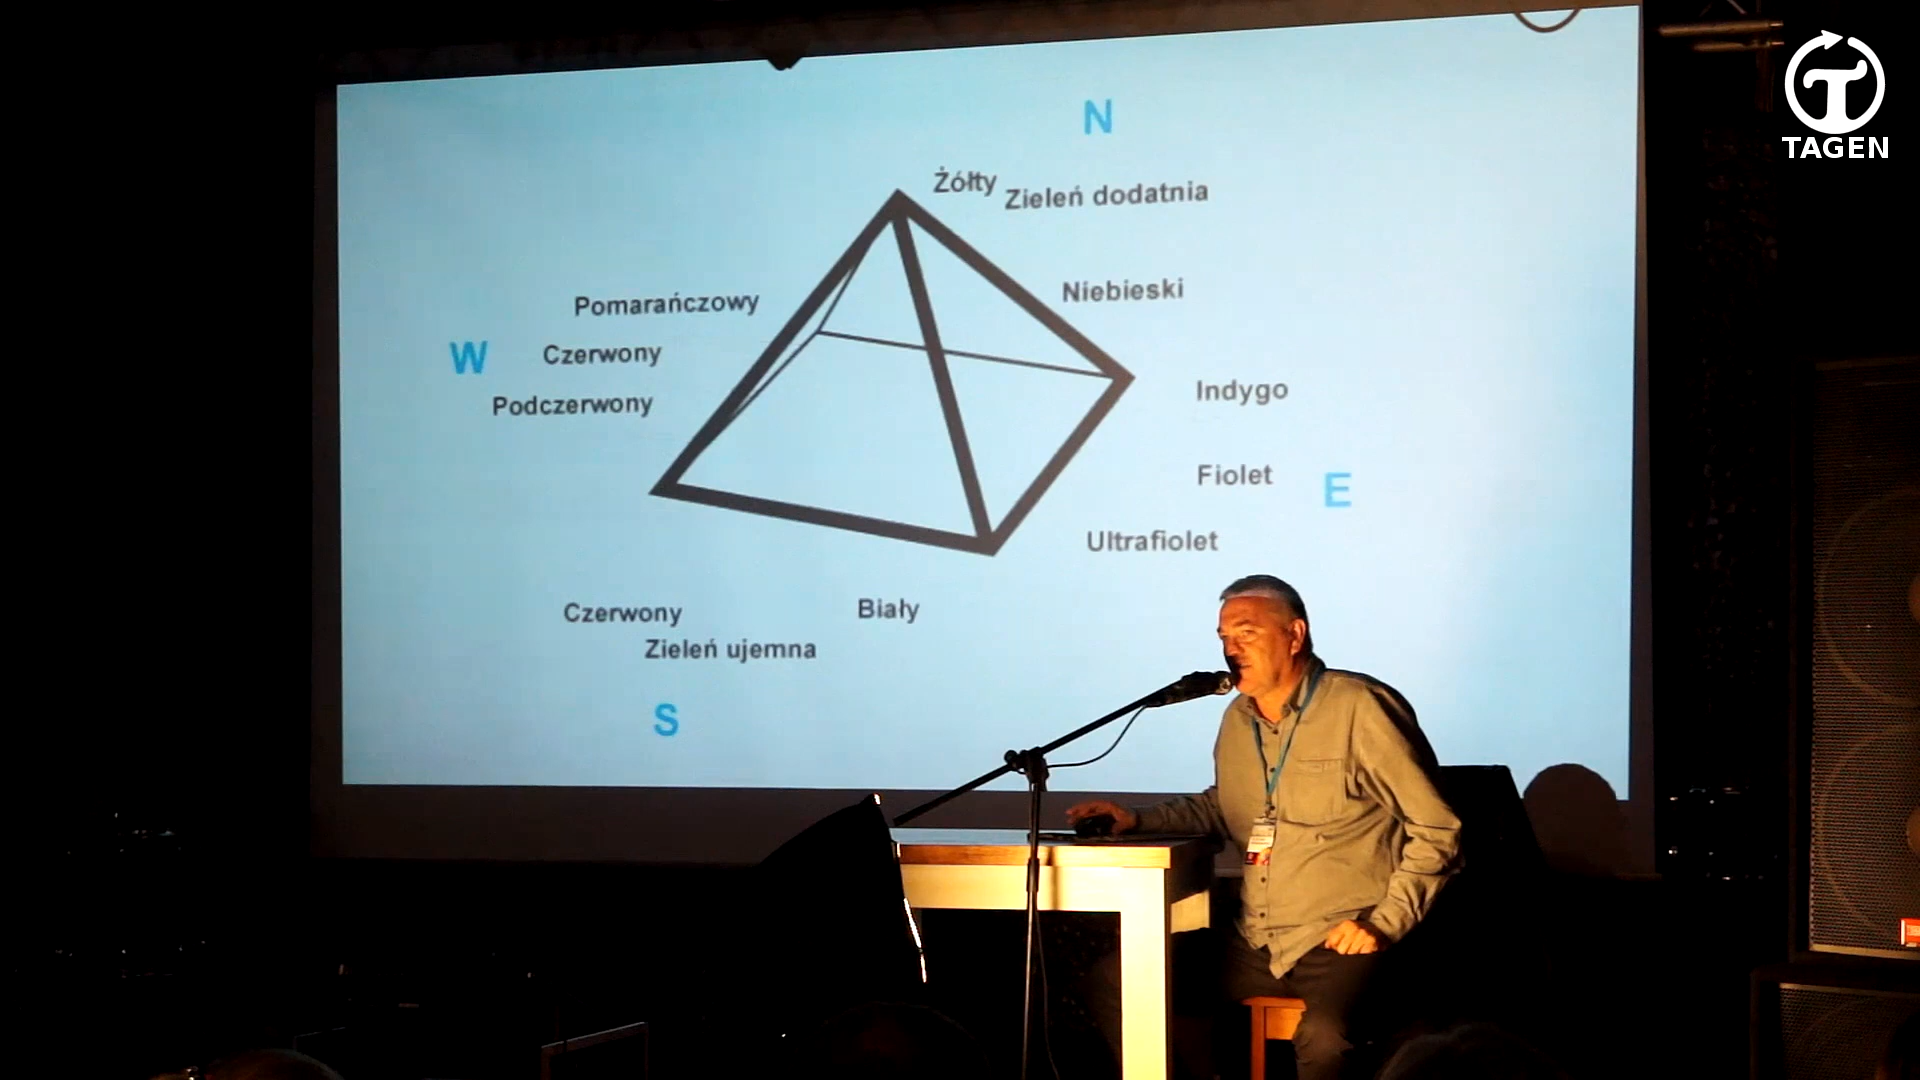 N
Żółty
Zieleń dodatnia
Pomarańczowy
Niebieski
W
Czerwony
Podczerwony
Indygo
Fiolet
E
Ultrafiolet
Czerwony
Biały
Zieleń ujemna
S
T
TAGEN